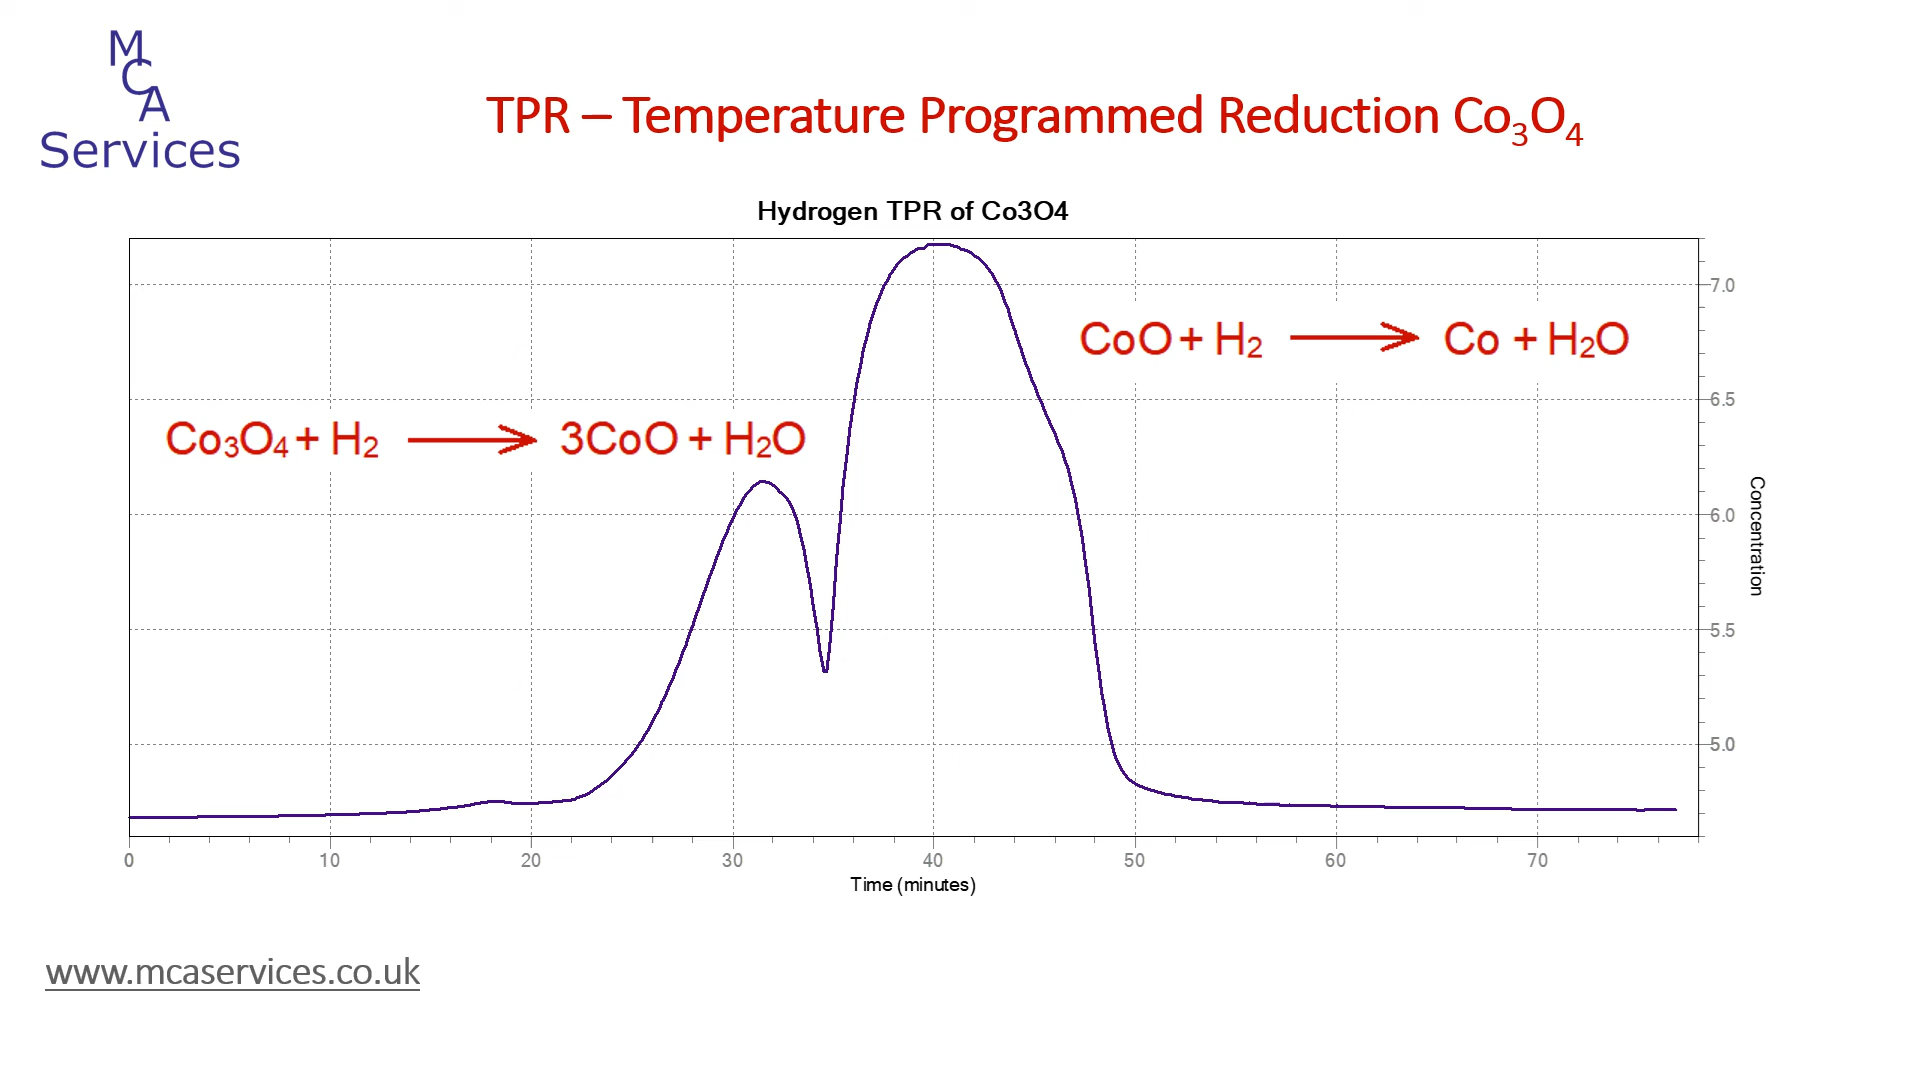 M
C
A
Services
TPR – Temperature Programmed Reduction Co₃O₄
Hydrogen TPR of Co3O4
7.0
CoO + H₂ → Co + H₂O
6.5
Co₃O₄ + H₂ → 3CoO + H₂O
6.0
Concentration
5.5
5.0
0 10 20 30 40 50 60 70
Time (minutes)
www.mcaservices.co.uk